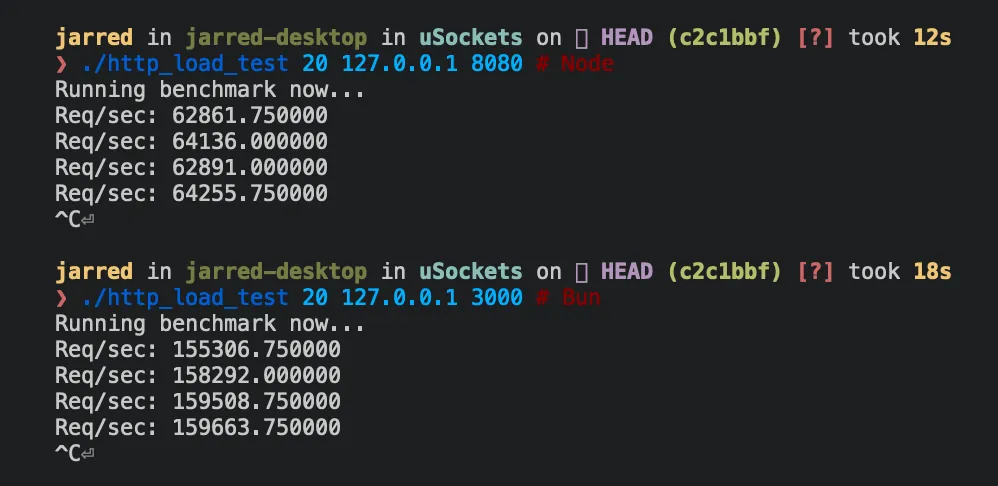 jarred in jarred-desktop in uSockets on ▯ HEAD (c2c1bbf) [?] took 12s
❯ ./http_load_test 20 127.0.0.1 8080 # Node
Running benchmark now...
Req/sec: 62861.750000
Req/sec: 64136.000000
Req/sec: 62891.000000
Req/sec: 64255.750000
^C⏎
jarred in jarred-desktop in uSockets on ▯ HEAD (c2c1bbf) [?] took 18s
❯ ./http_load_test 20 127.0.0.1 3000 # Bun
Running benchmark now...
Req/sec: 155306.750000
Req/sec: 158292.000000
Req/sec: 159508.750000
Req/sec: 159663.750000
^C⏎